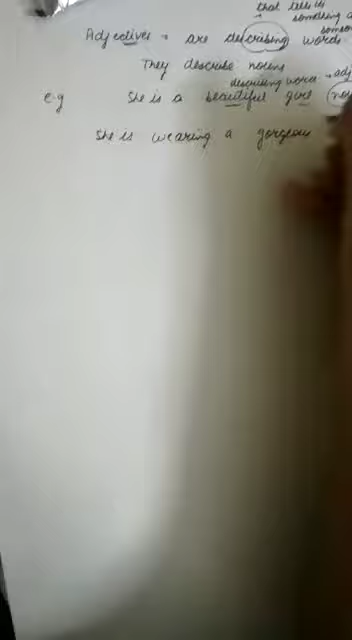 that tells us
something a
Adjectives - are describing words.
They describe nouns
describing word → adj
e.g She is a beautiful girl
She is wearing a gorgeous